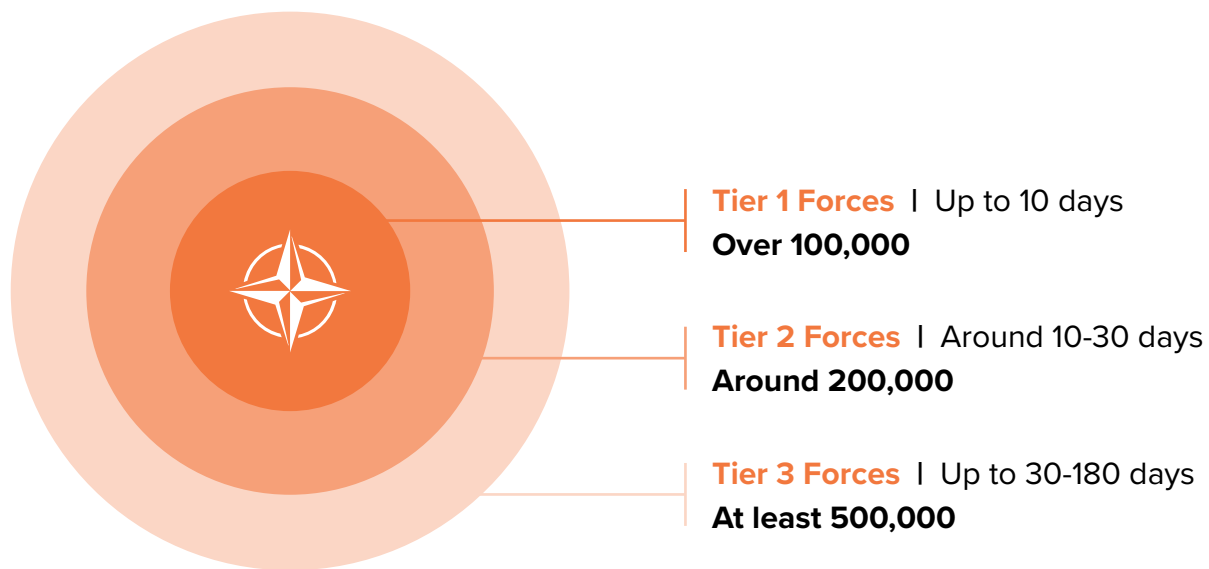 Tier 1 Forces | Up to 10 days
Over 100,000
Tier 2 Forces | Around 10-30 days
Around 200,000
Tier 3 Forces | Up to 30-180 days
At least 500,000